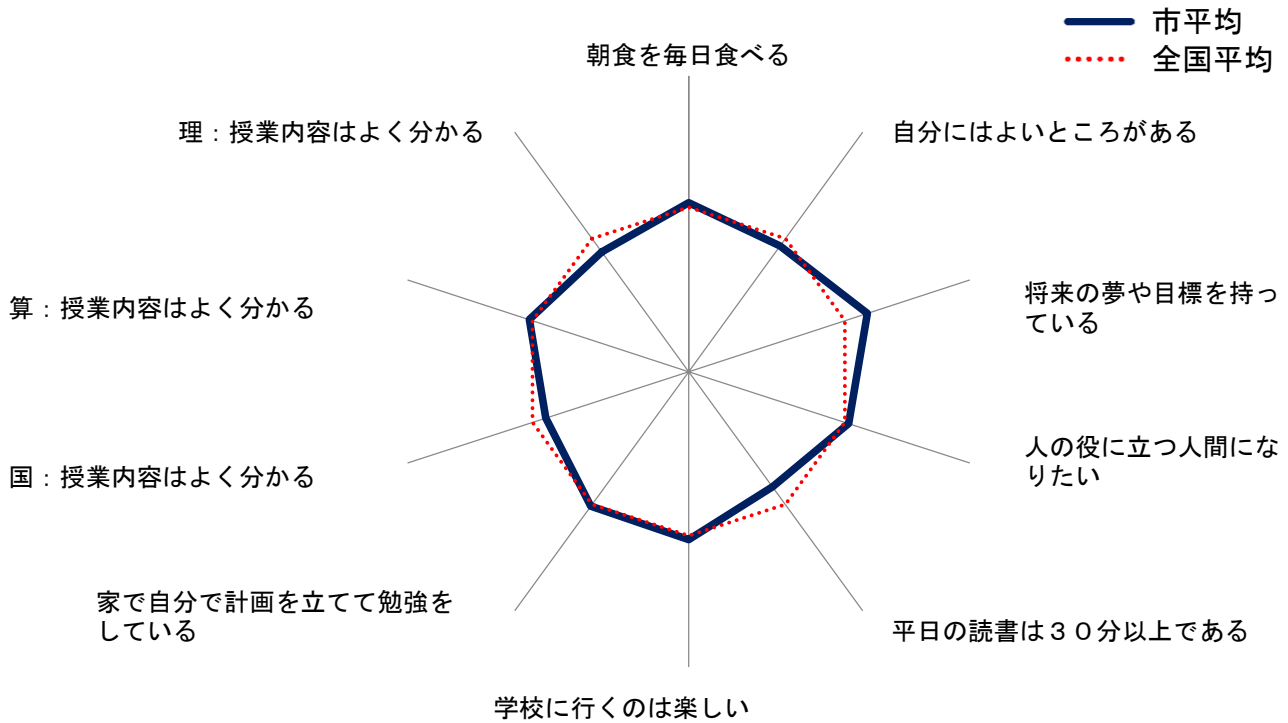 市平均
全国平均
朝食を毎日食べる
自分にはよいところがある
将来の夢や目標を持っ
ている
人の役に立つ人間にな
りたい
平日の読書は３０分以上である
学校に行くのは楽しい
家で自分で計画を立てて勉強を
している
国：授業内容はよく分かる
算：授業内容はよく分かる
理：授業内容はよく分かる